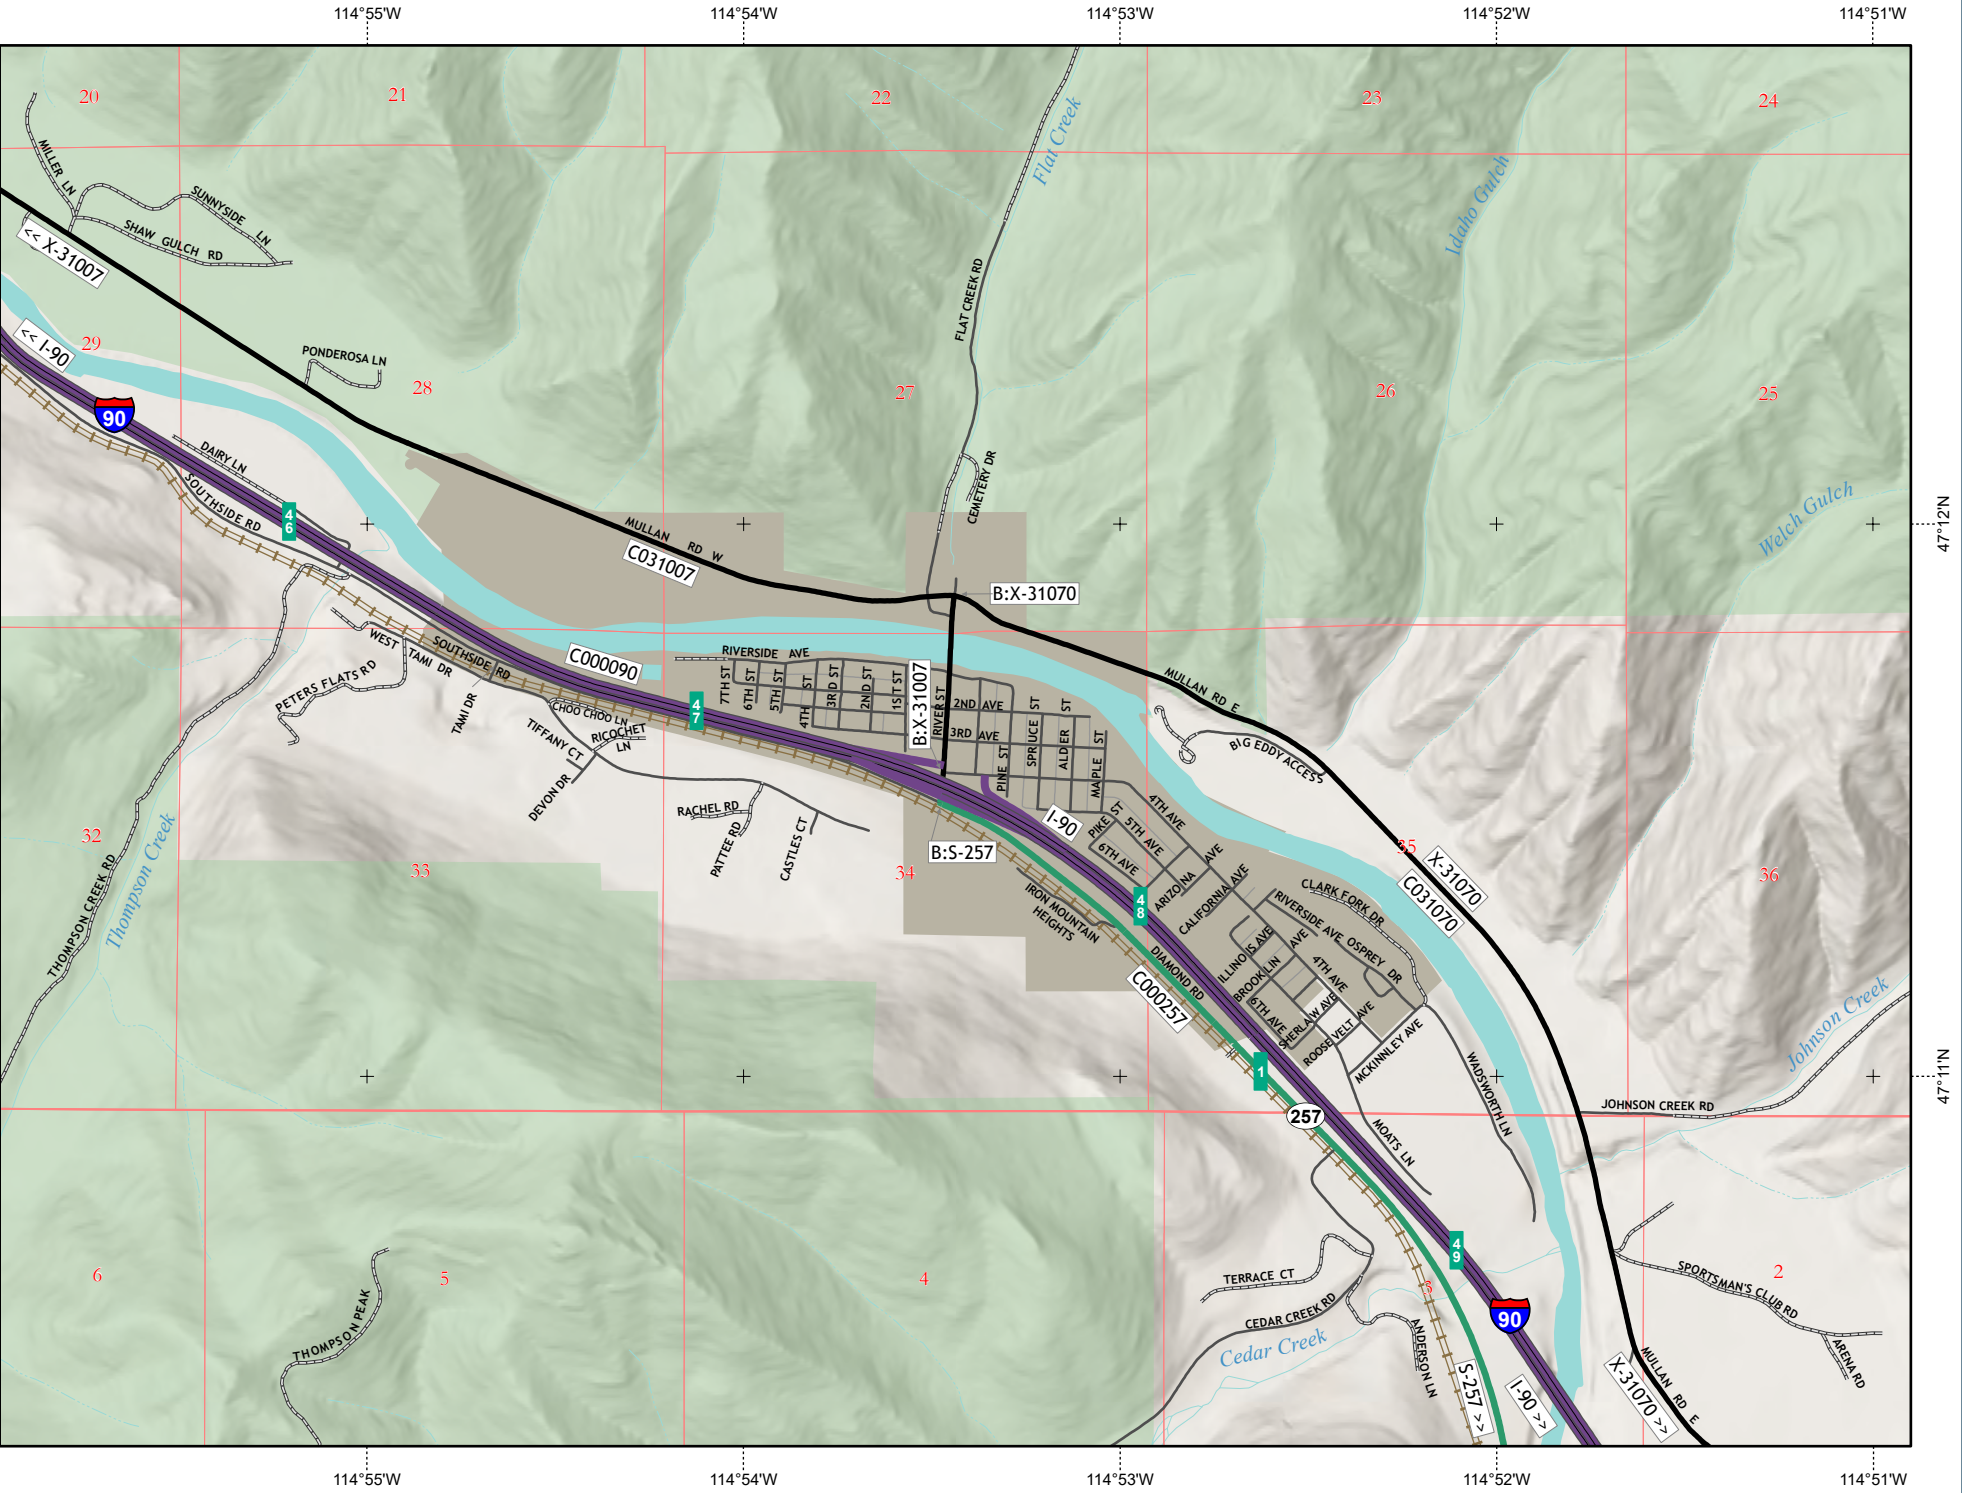 114°55'W
114°54'W
114°53'W
114°52'W
114°51'W
20
21
22
23
24
Flat Creek
MILLER LN
SUNNYSIDE LN
SHAW GULCH RD
Idaho Gulch
<< X-31007
FLAT CREEK RD
<< I-90
29
PONDEROSA LN
28
27
26
25
90
DAIRY LN
SOUTHSIDE RD
46
CEMETERY DR
Welch Gulch
47°12'N
MULLAN RD W
C031007
B:X-31070
WEST TAMI DR
SOUTHSIDE RD
C000090
RIVERSIDE AVE
PETERS FLATS RD
TAMI DR
47
7TH ST
6TH ST
5TH ST
4TH ST
3RD ST
2ND ST
1ST ST
B:X-31007
RIVER ST
2ND AVE
3RD AVE
PINE ST
SPRUCE ST
ALDER ST
MAPLE ST
MULLAN RD E
BIG EDDY ACCESS
CHOO CHOO LN
TIFFANY CT
RICOCHET LN
DEVON DR
RACHEL RD
PATTEE RD
CASTLES CT
I-90
B:S-257
PIKE ST
4TH AVE
5TH AVE
6TH AVE
32
33
34
35
36
X-31070
C031070
THOMPSON CREEK RD
Thompson Creek
IRON MOUNTAIN
HEIGHTS
48
ARIZONA AVE
CALIFORNIA AVE
CLARK FORK DR
RIVERSIDE AVE
OSPREY DR
ILLINOIS AVE
BROOKLIN AVE
4TH AVE
6TH AVE
SHERLAW AVE
ROOSEVELT AVE
MCKINNLEY AVE
DIAMOND RD
C000257
1
257
WADSWORTH LN
MOATS LN
Johnson Creek
JOHNSON CREEK RD
47°11'N
6
5
4
3
2
THOMPSON PEAK
TERRACE CT
CEDAR CREEK RD
Cedar Creek
ANDERSON LN
49
90
SPORTSMAN'S CLUB RD
ARENA RD
S-257 >>
I-90 >>
X-31070 >>
MULLAN RD E
114°55'W
114°54'W
114°53'W
114°52'W
114°51'W